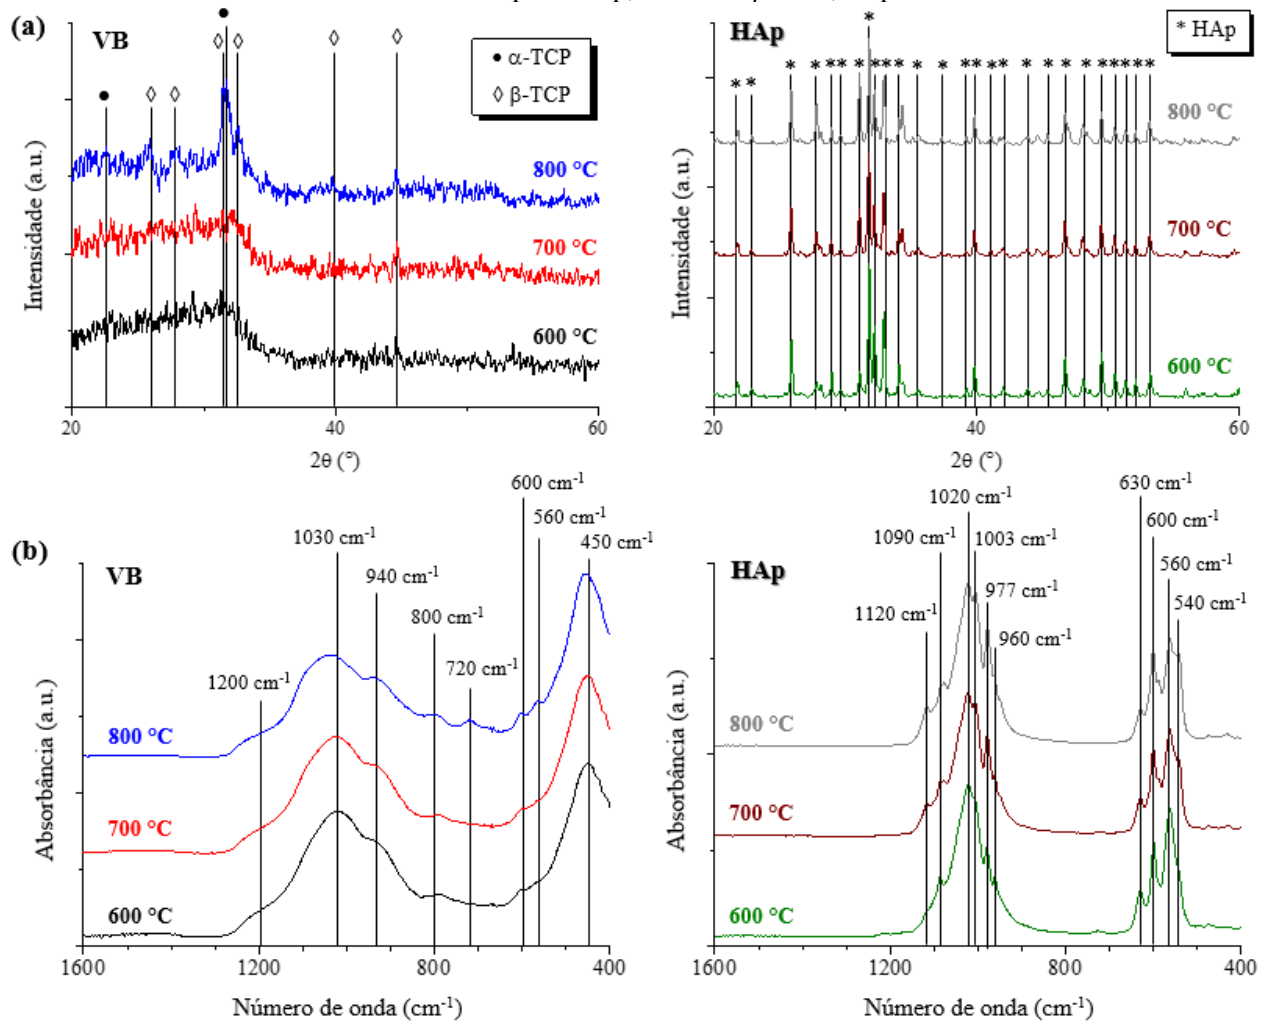 (a)
VB
• α-TCP
◊ β-TCP
800 °C
700 °C
600 °C
Intensidade (a.u.)
20
40
60
2θ (°)
HAp
* HAp
800 °C
700 °C
600 °C
Intensidade (a.u.)
20
40
60
2θ (°)
(b)
VB
1200 cm⁻¹
1030 cm⁻¹
940 cm⁻¹
800 cm⁻¹
720 cm⁻¹
600 cm⁻¹
560 cm⁻¹
450 cm⁻¹
800 °C
700 °C
600 °C
Absorbância (a.u.)
1600
1200
800
400
Número de onda (cm⁻¹)
HAp
1120 cm⁻¹
1090 cm⁻¹
1020 cm⁻¹
1003 cm⁻¹
977 cm⁻¹
960 cm⁻¹
630 cm⁻¹
600 cm⁻¹
560 cm⁻¹
540 cm⁻¹
800 °C
700 °C
600 °C
Absorbância (a.u.)
1600
1200
800
400
Número de onda (cm⁻¹)